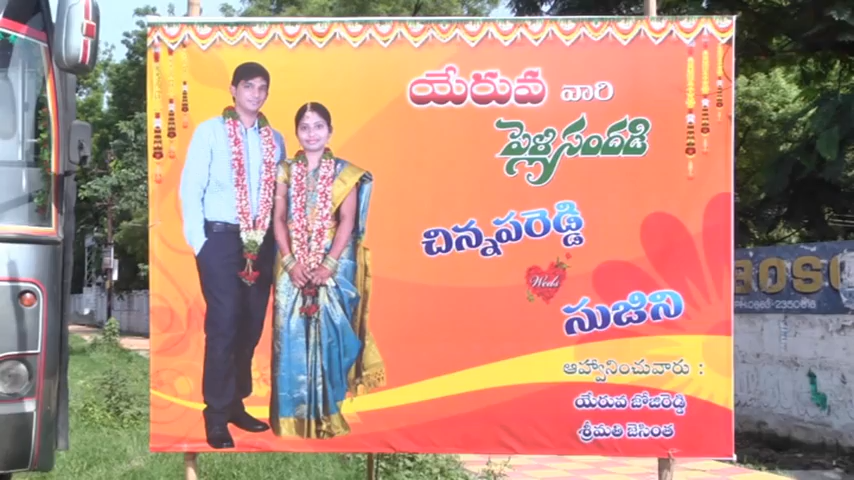 యేరువ వారి
పెళ్లిసందడి
చిన్నపరెడ్డి
Weds
సుజిని
ఆహ్వానించువారు :
యేరువ బోజిరెడ్డి
శ్రీమతి జెసింత
BOSC